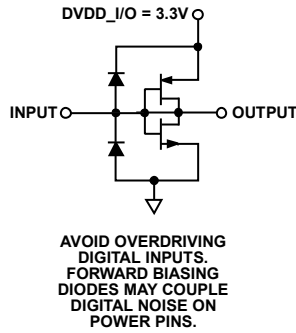 DVDD_I/O = 3.3V
INPUT
OUTPUT
AVOID OVERDRIVING
DIGITAL INPUTS.
FORWARD BIASING
DIODES MAY COUPLE
DIGITAL NOISE ON
POWER PINS.